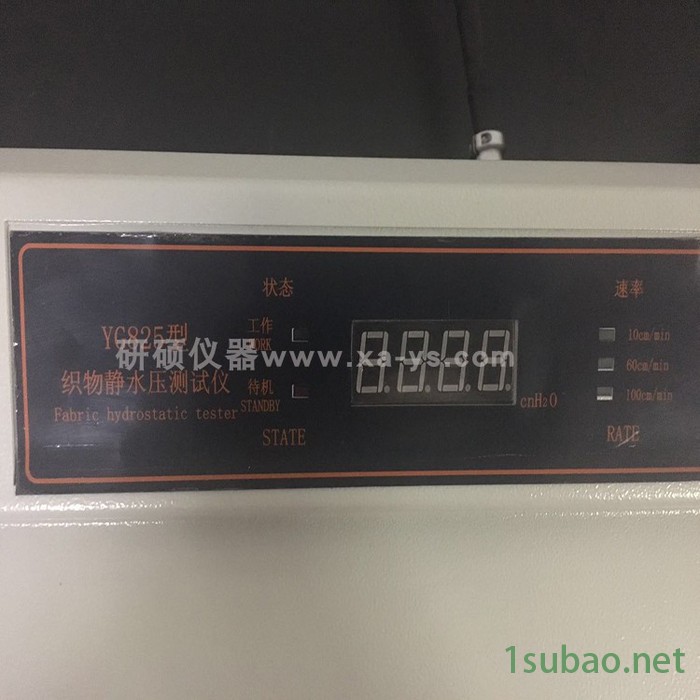 状态
速率
YG825型
工作
WORK
10cm/min
研硕仪器www.xa-ys.com
60cm/min
织物静水压测试仪
待机
STANDBY
100cm/min
cnH₂O
Fabric hydrostatic tester
STATE
RATE
1subao.net